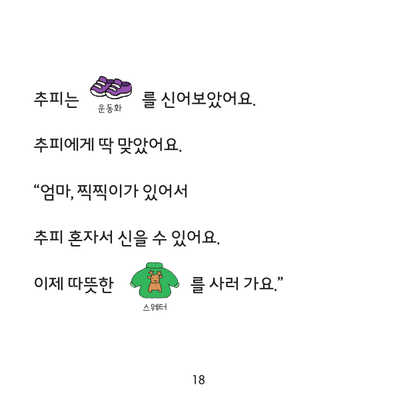 추피는 운동화 를 신어보았어요.
추피에게 딱 맞았어요.
“엄마, 찍찍이가 있어서
추피 혼자서 신을 수 있어요.
이제 따뜻한 스웨터 를 사러 가요.”
18